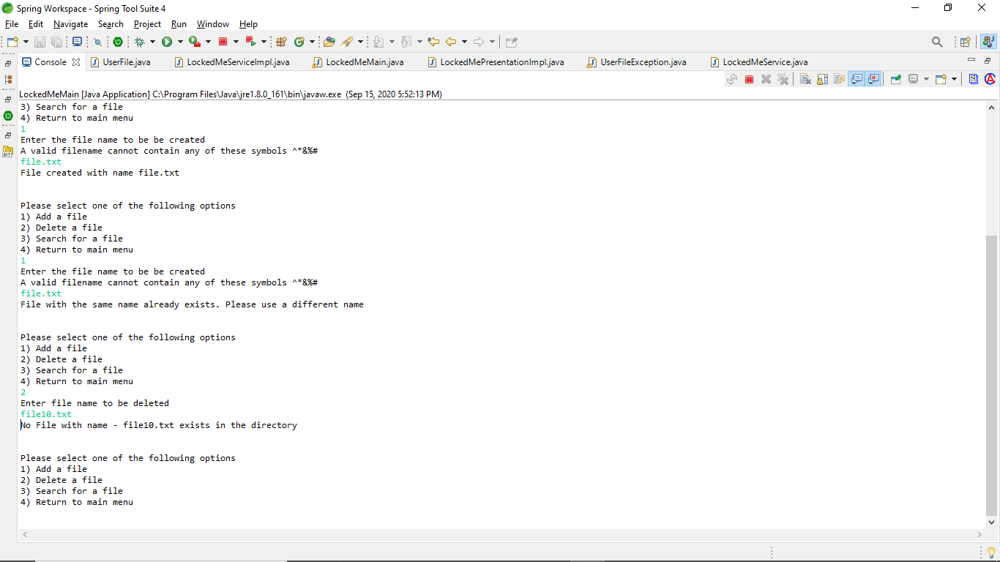 Spring Workspace - Spring Tool Suite 4
File Edit Navigate Search Project Run Window Help
Console UserFile.java LockedMeServiceImpl.java LockedMeMain.java LockedMePresentationImpl.java UserFileException.java LockedMeService.java
LockedMeMain [Java Application] C:\Program Files\Java\jre1.8.0_161\bin\javaw.exe (Sep 15, 2020 5:52:13 PM)
3) Search for a file
4) Return to main menu
1
Enter the file name to be be created
A valid filename cannot contain any of these symbols ^*&%#
file.txt
File created with name file.txt
Please select one of the following options
1) Add a file
2) Delete a file
3) Search for a file
4) Return to main menu
1
Enter the file name to be be created
A valid filename cannot contain any of these symbols ^*&%#
file.txt
File with the same name already exists. Please use a different name
Please select one of the following options
1) Add a file
2) Delete a file
3) Search for a file
4) Return to main menu
2
Enter file name to be deleted
file10.txt
No File with name - file10.txt exists in the directory
Please select one of the following options
1) Add a file
2) Delete a file
3) Search for a file
4) Return to main menu